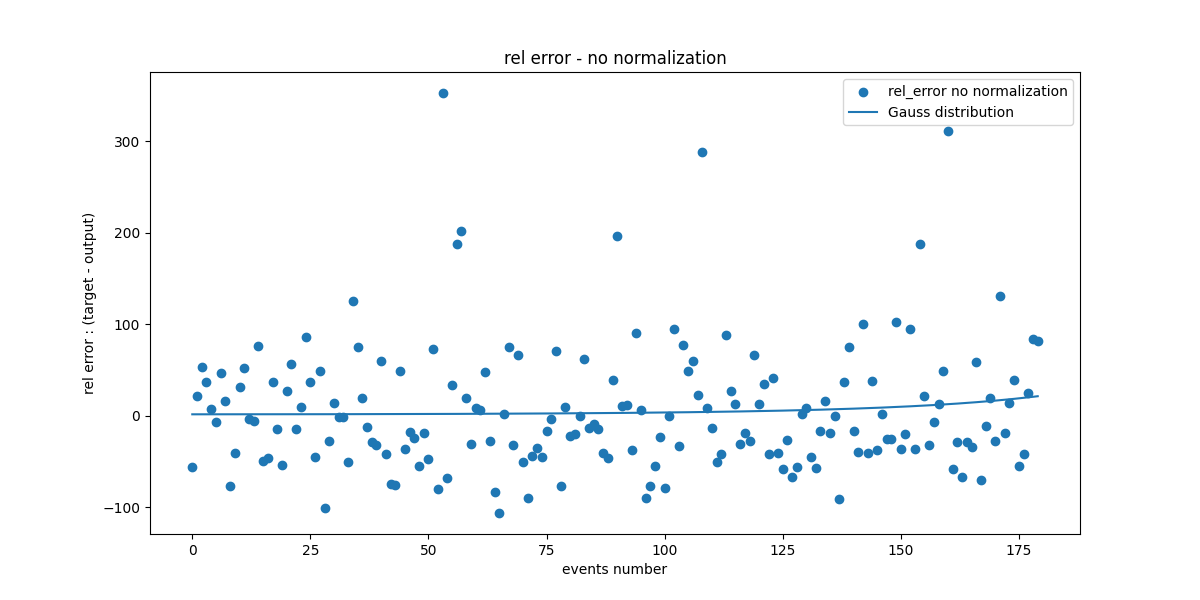 rel error - no normalization
rel_error no normalization
Gauss distribution
rel error : (target - output)
300
200
100
0
−100
0 25 50 75 100 125 150 175
events number